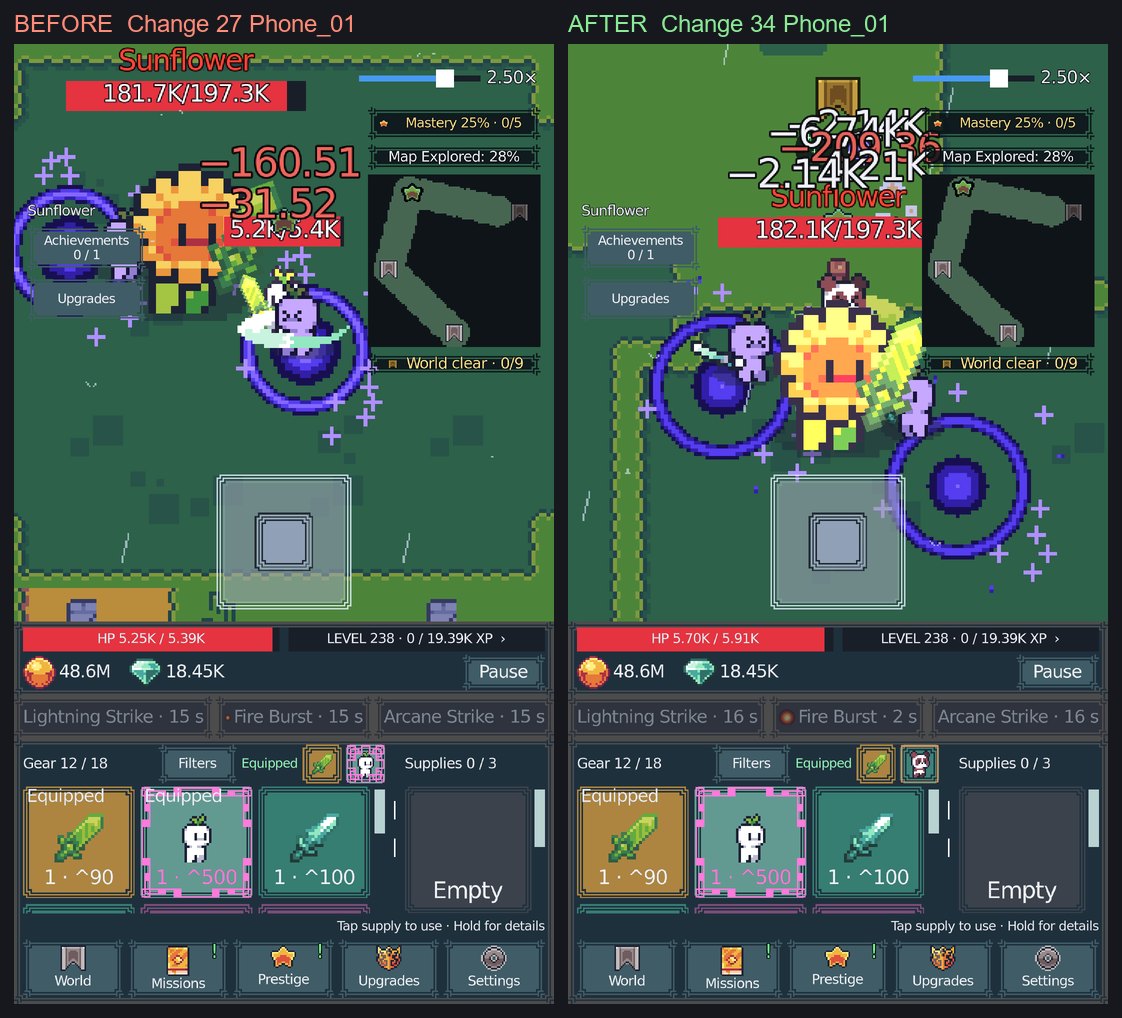 BEFORE Change 27 Phone_01
Sunflower
181.7K/197.3K
2.50×
Mastery 25% · 0/5
Map Explored: 28%
−160.51
−31.52
Sunflower
Achievements
0 / 1
Upgrades
World clear · 0/9
HP 5.25K / 5.39K
LEVEL 238 · 0 / 19.39K XP ›
48.6M
18.45K
Pause
Lightning Strike · 15 s
Fire Burst · 15 s
Arcane Strike · 15 s
Gear 12 / 18
Filters
Equipped
Supplies 0 / 3
Equipped
Equipped
1 · ^90
1 · ^500
1 · ^100
Empty
Tap supply to use · Hold for details
World
Missions
!
Prestige
!
Upgrades
Settings
AFTER Change 34 Phone_01
2.50×
Mastery 25% · 0/5
Map Explored: 28%
−2.14K
Sunflower
182.1K/197.3K
Sunflower
Achievements
0 / 1
Upgrades
World clear · 0/9
HP 5.70K / 5.91K
LEVEL 238 · 0 / 19.39K XP ›
48.6M
18.45K
Pause
Lightning Strike · 16 s
Fire Burst · 2 s
Arcane Strike · 16 s
Gear 12 / 18
Filters
Equipped
Supplies 0 / 3
Equipped
1 · ^90
1 · ^500
1 · ^100
Empty
Tap supply to use · Hold for details
World
Missions
!
Prestige
!
Upgrades
Settings